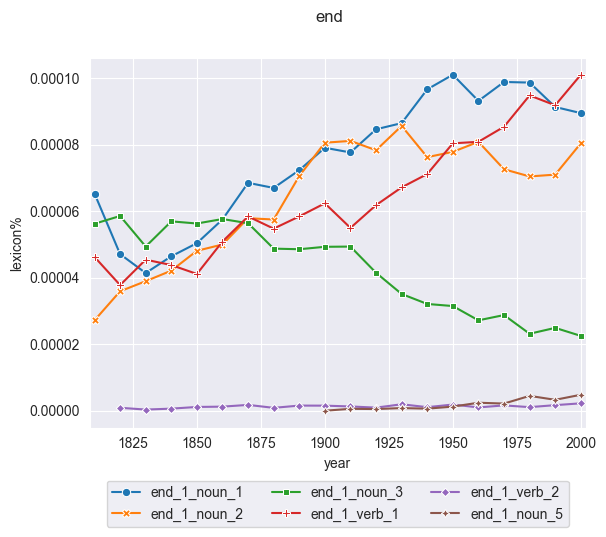 end
0.00010
0.00008
0.00006
0.00004
0.00002
0.00000
lexicon%
1825 1850 1875 1900 1925 1950 1975 2000
year
end_1_noun_1 end_1_noun_3 end_1_verb_2
end_1_noun_2 end_1_verb_1 end_1_noun_5